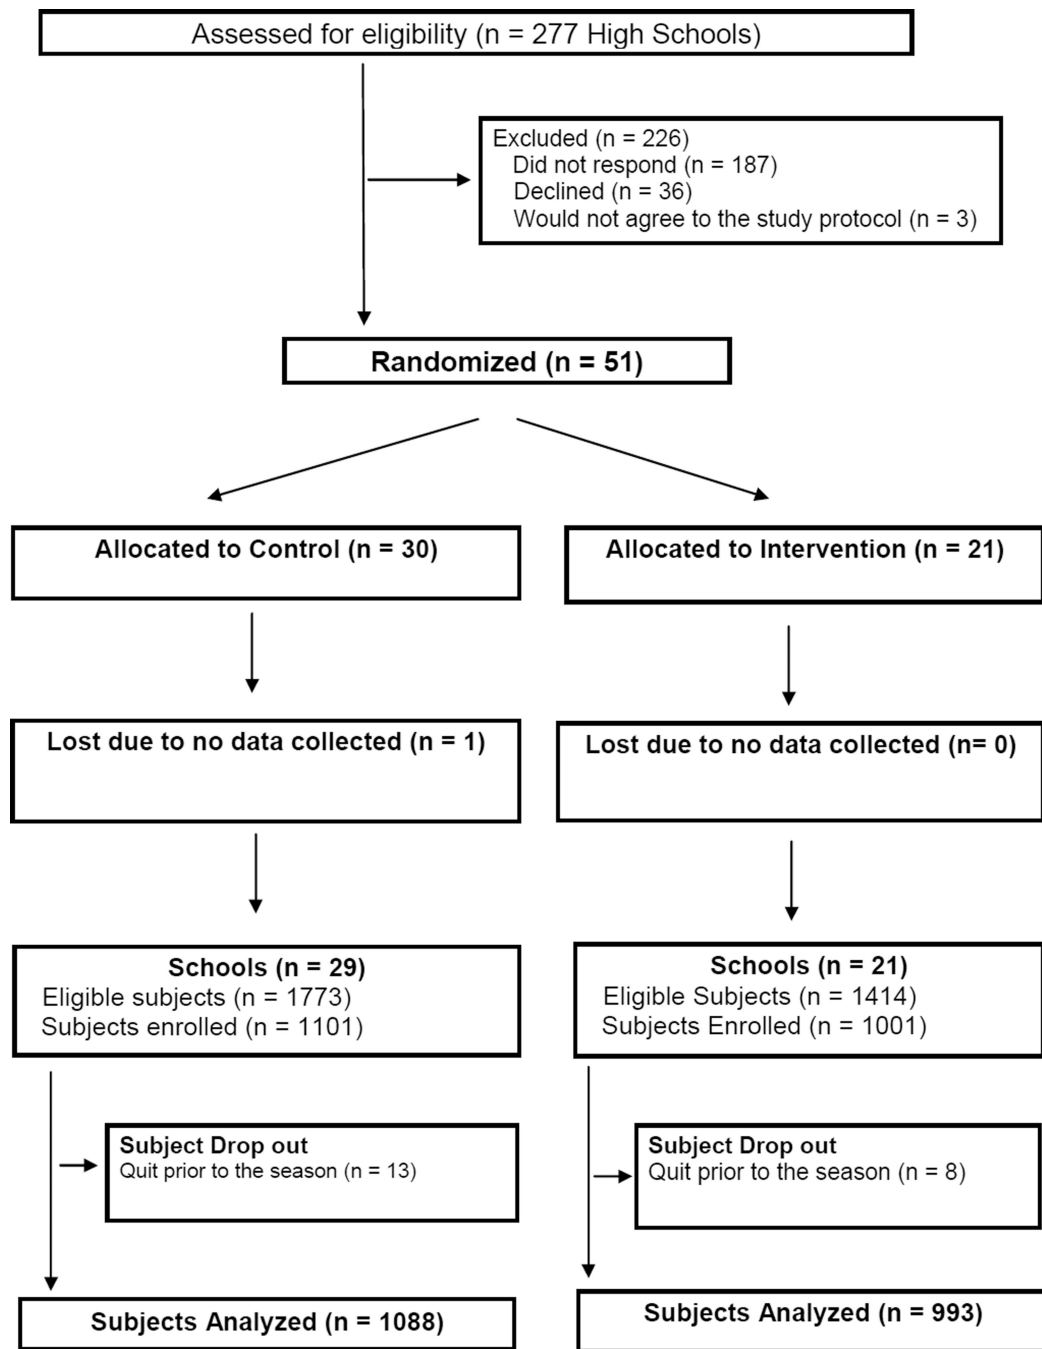 Assessed for eligibility (n = 277 High Schools)
Excluded (n = 226)
Did not respond (n = 187)
Declined (n = 36)
Would not agree to the study protocol (n = 3)
Randomized (n = 51)
Allocated to Control (n = 30)
Allocated to Intervention (n = 21)
Lost due to no data collected (n = 1)
Lost due to no data collected (n= 0)
Schools (n = 29)
Eligible subjects (n = 1773)
Subjects enrolled (n = 1101)
Schools (n = 21)
Eligible Subjects (n = 1414)
Subjects Enrolled (n = 1001)
Subject Drop out
Quit prior to the season (n = 13)
Subject Drop out
Quit prior to the season (n = 8)
Subjects Analyzed (n = 1088)
Subjects Analyzed (n = 993)